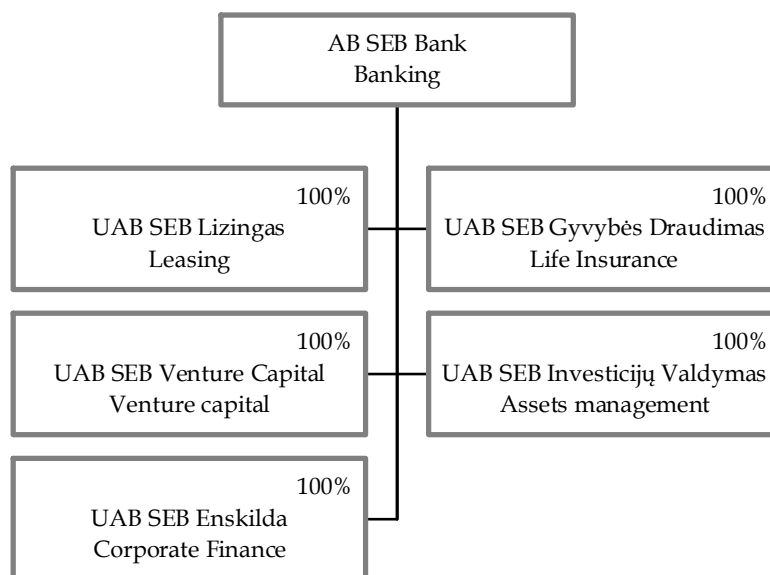 AB SEB Bank
Banking
100%
UAB SEB Lizingas
Leasing
100%
UAB SEB Gyvybės Draudimas
Life Insurance
100%
UAB SEB Venture Capital
Venture capital
100%
UAB SEB Investicijų Valdymas
Assets management
100%
UAB SEB Enskilda
Corporate Finance